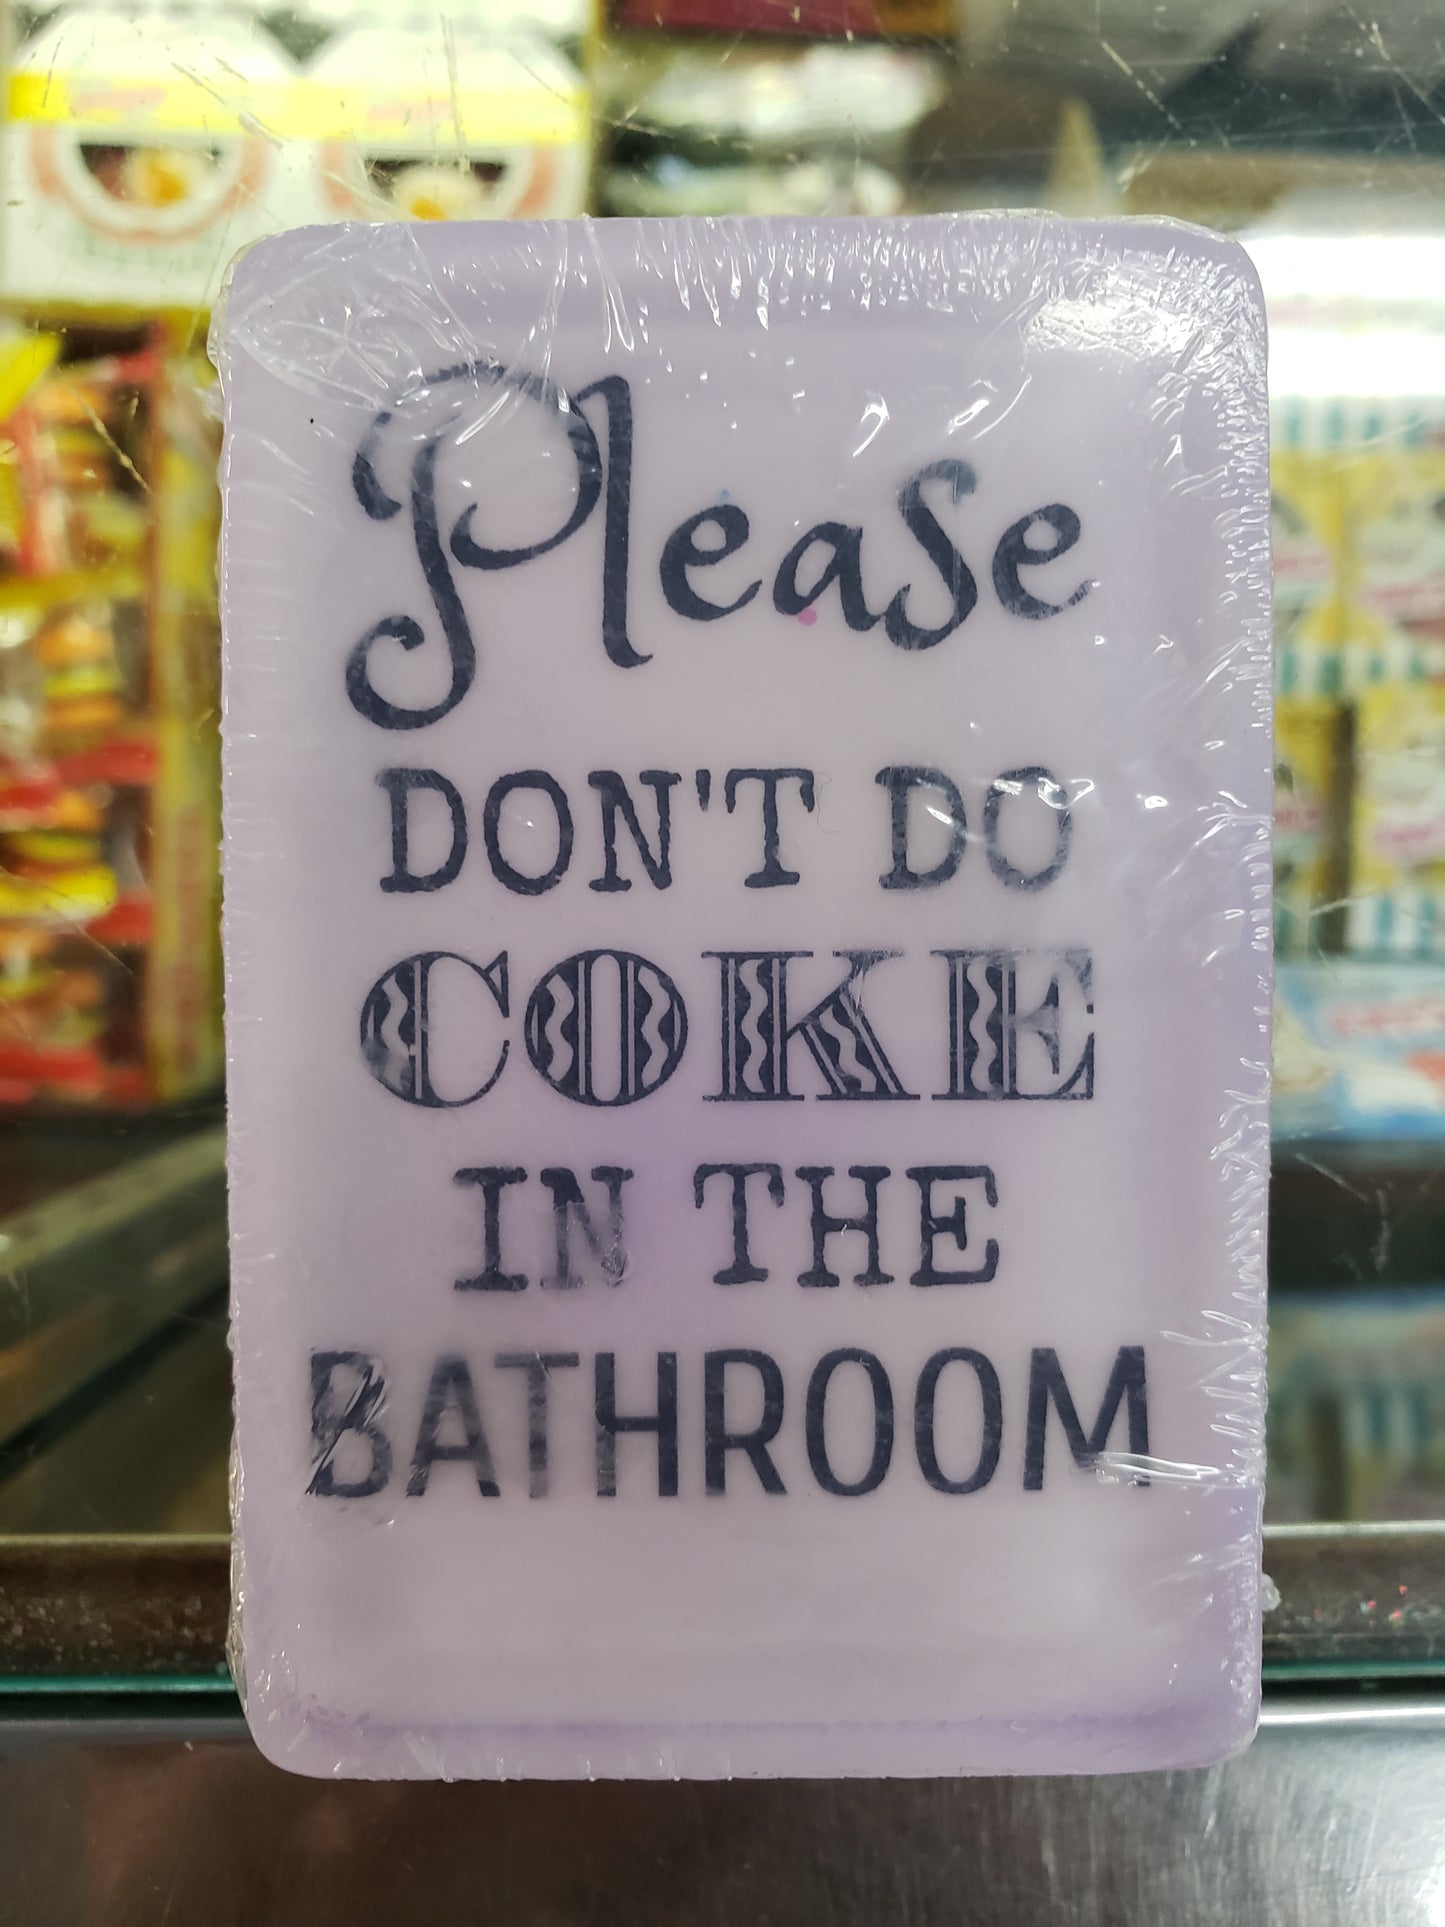 Please
DON'T DO
COKE
IN THE
BATHROOM